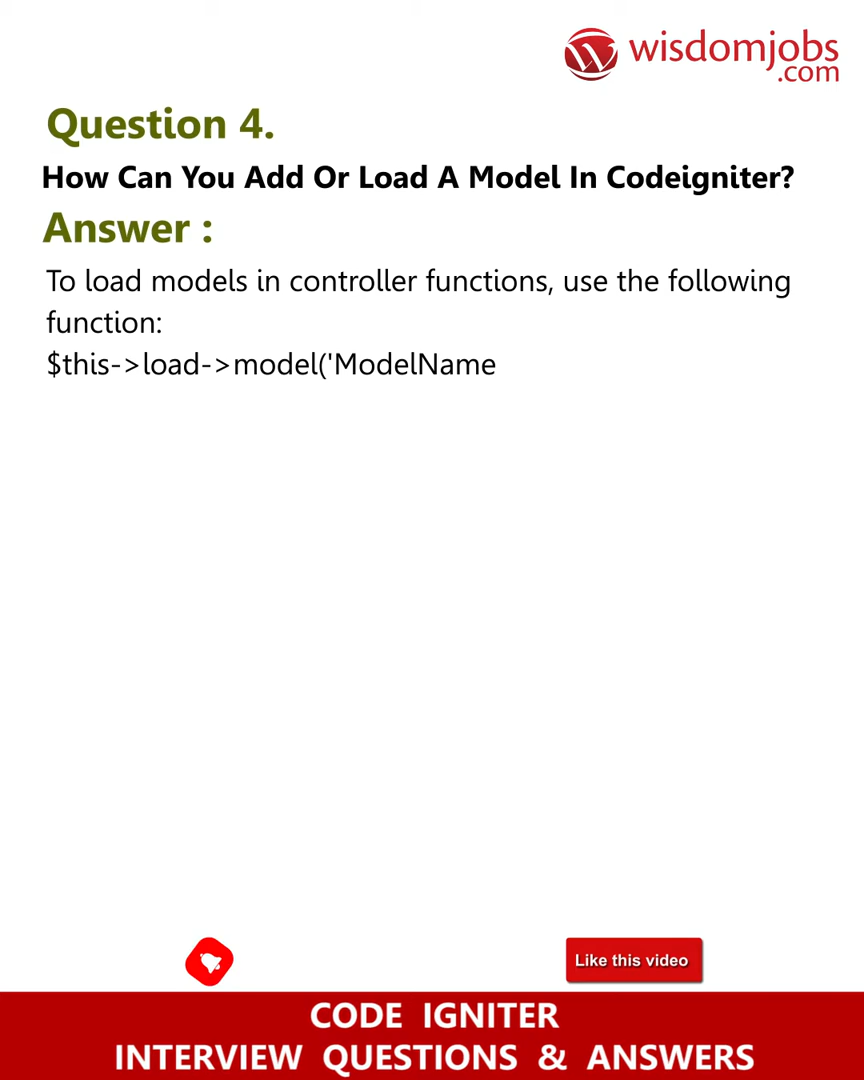 wisdomjobs
.com
Question 4.
How Can You Add Or Load A Model In Codeigniter?
Answer :
To load models in controller functions, use the following
function:
$this->load->model('ModelName
Like this video
CODE IGNITER
INTERVIEW QUESTIONS & ANSWERS